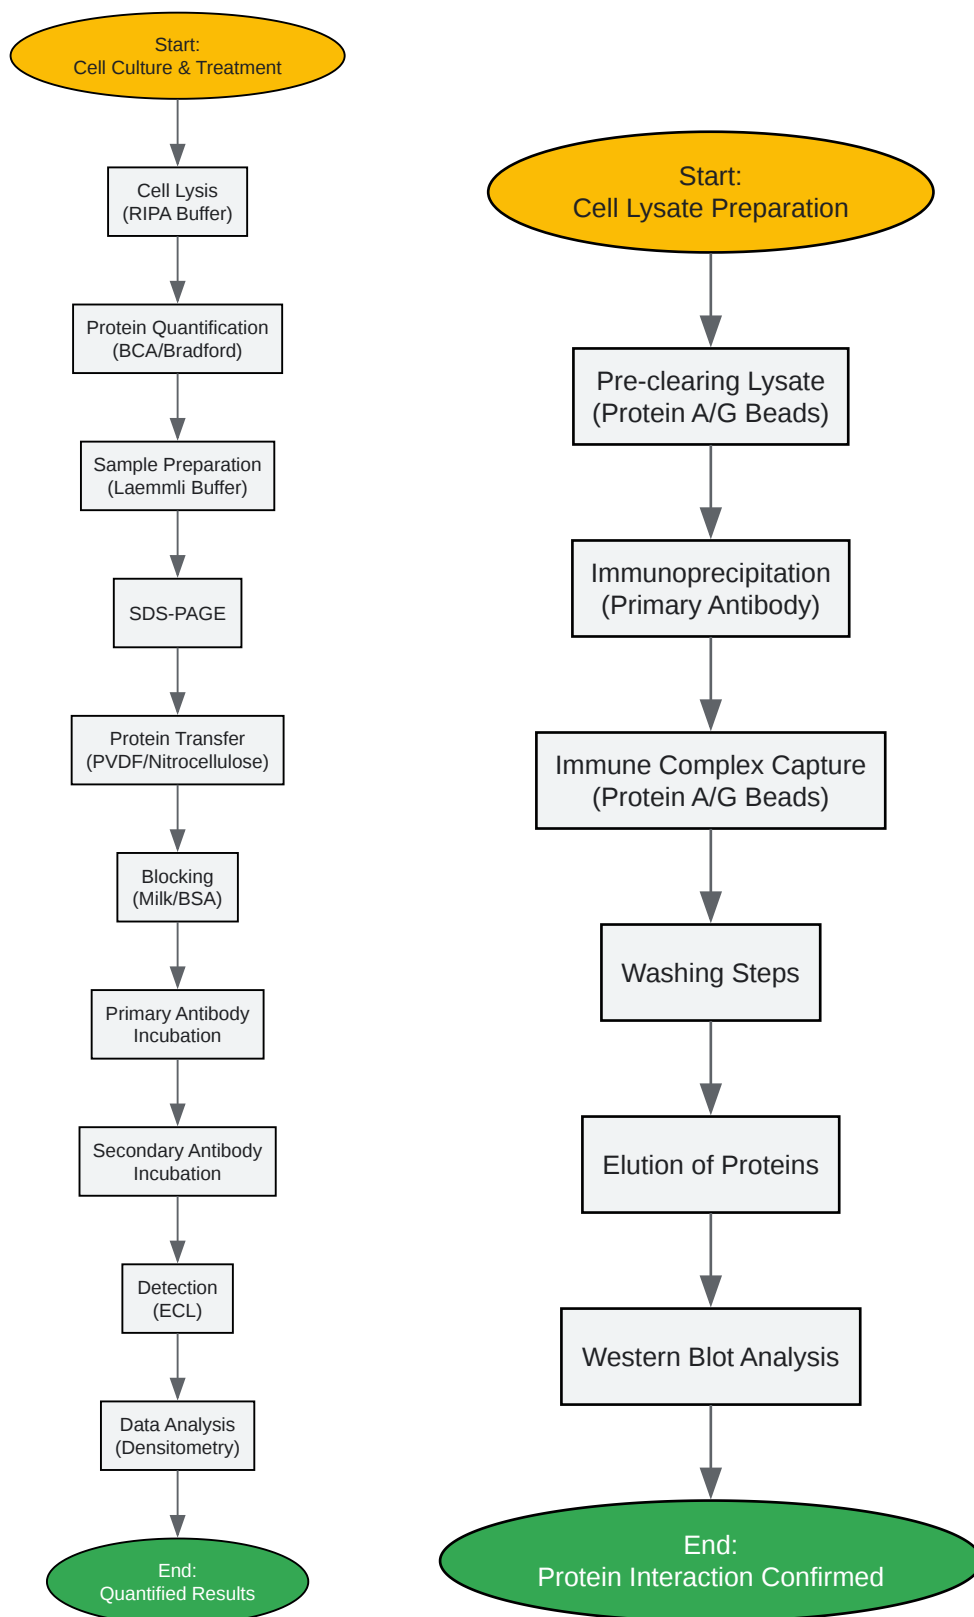 Start:
Cell Culture & Treatment
Cell Lysis
(RIPA Buffer)
Protein Quantification
(BCA/Bradford)
Sample Preparation
(Laemmli Buffer)
SDS-PAGE
Protein Transfer
(PVDF/Nitrocellulose)
Blocking
(Milk/BSA)
Primary Antibody
Incubation
Secondary Antibody
Incubation
Detection
(ECL)
Data Analysis
(Densitometry)
End:
Quantified Results
Start:
Cell Lysate Preparation
Pre-clearing Lysate
(Protein A/G Beads)
Immunoprecipitation
(Primary Antibody)
Immune Complex Capture
(Protein A/G Beads)
Washing Steps
Elution of Proteins
Western Blot Analysis
End:
Protein Interaction Confirmed